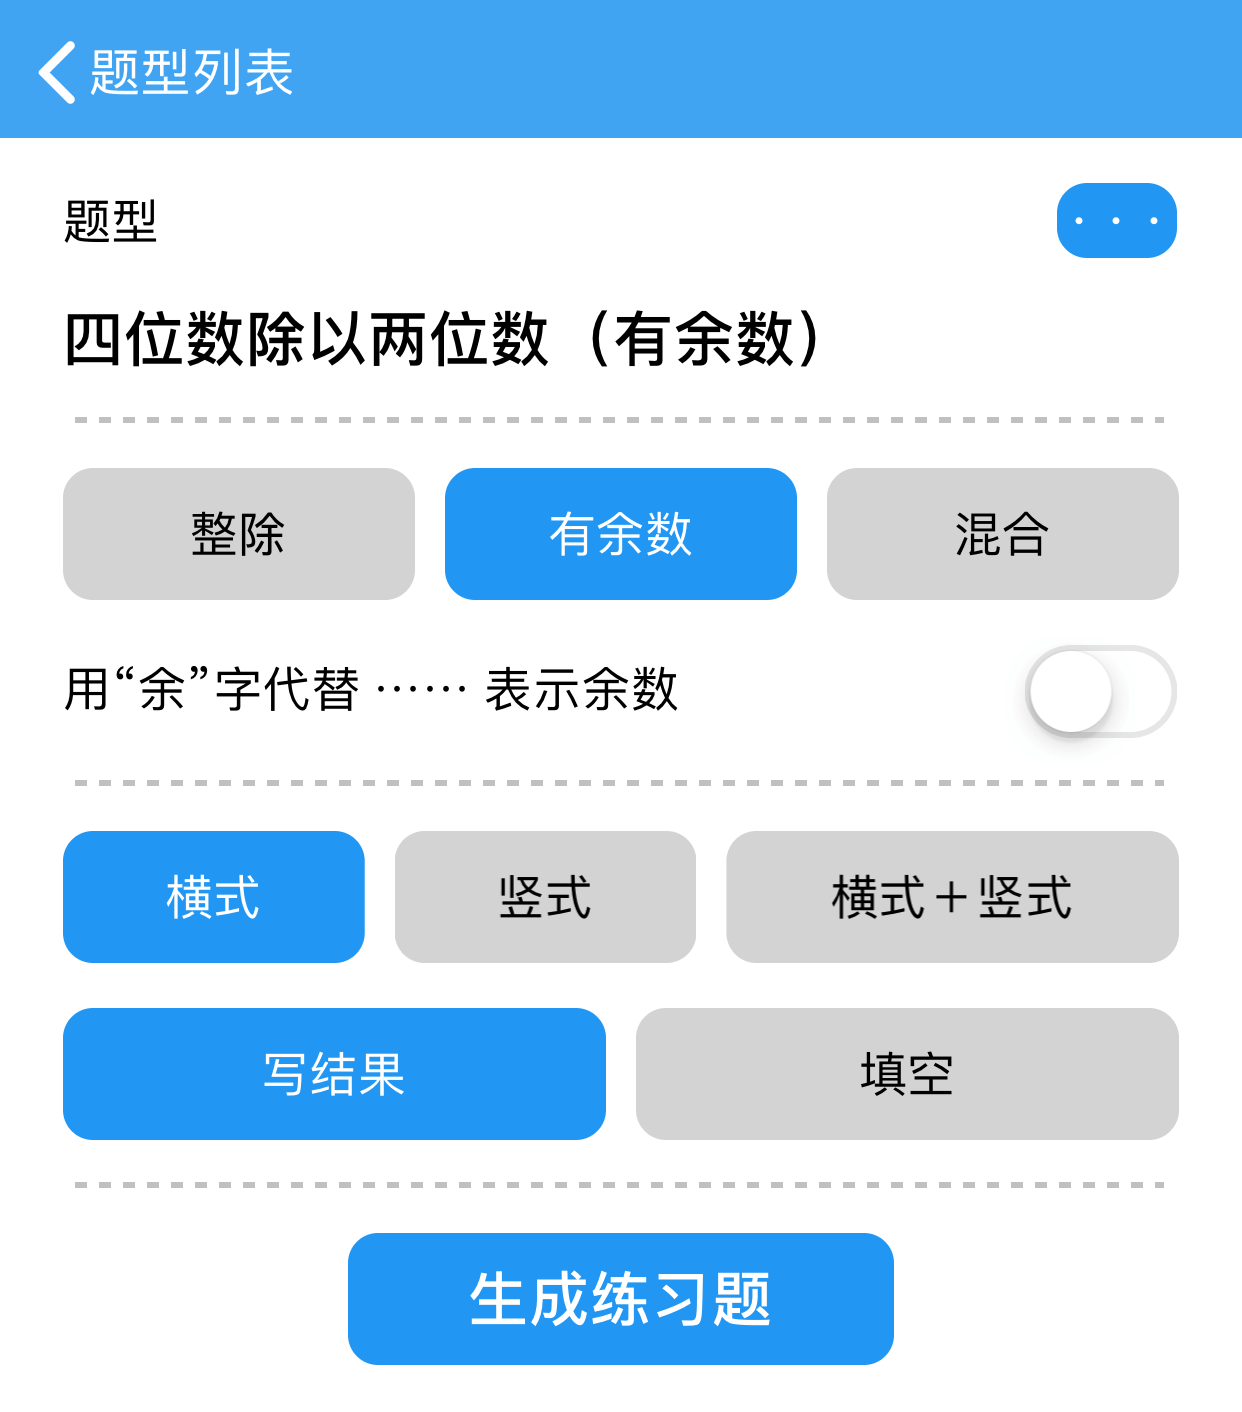 题型列表
题型
四位数除以两位数（有余数）
整除
有余数
混合
用“余”字代替 …… 表示余数
横式
竖式
横式＋竖式
写结果
填空
生成练习题